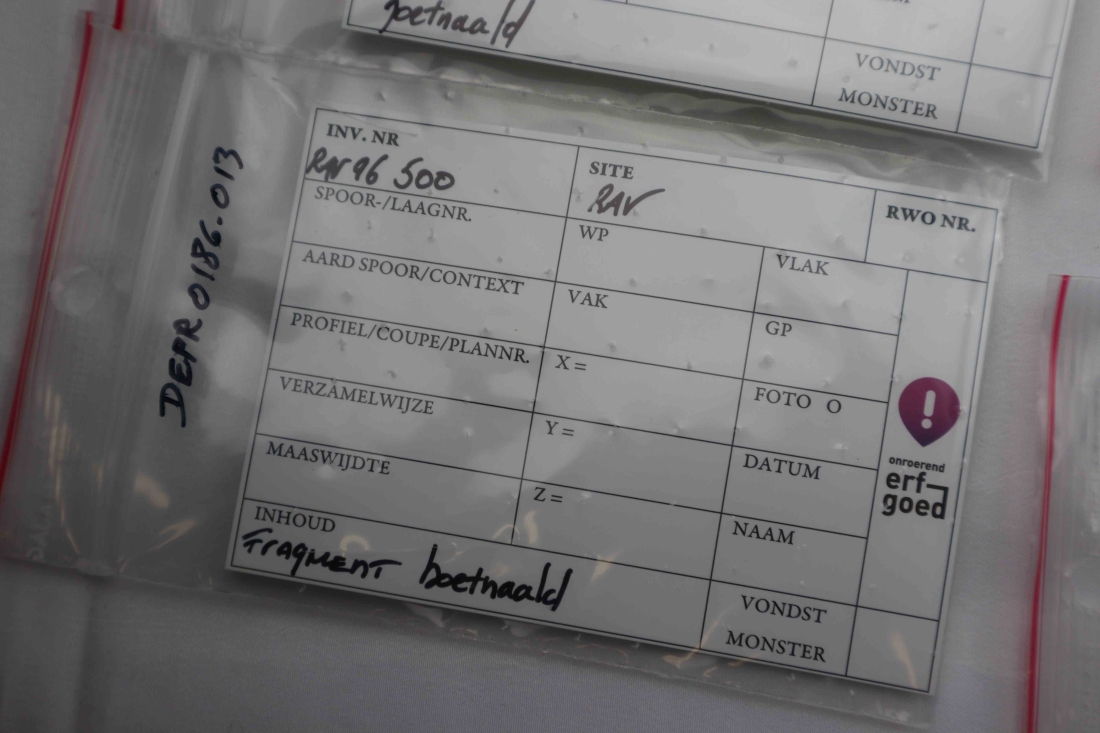 boetnaald
VONDST
MONSTER
DEPR0186.013
INV. NR
RAV96 500
SITE
RAV
RWO NR.
SPOOR-/LAAGNR.
WP
VLAK
AARD SPOOR/CONTEXT
VAK
GP
PROFIEL/COUPE/PLANNR.
X =
FOTO O
VERZAMELWIJZE
Y =
DATUM
MAASWIJDTE
Z =
NAAM
onroerend
erf-
goed
INHOUD
FragMENT boetnaald
VONDST
MONSTER